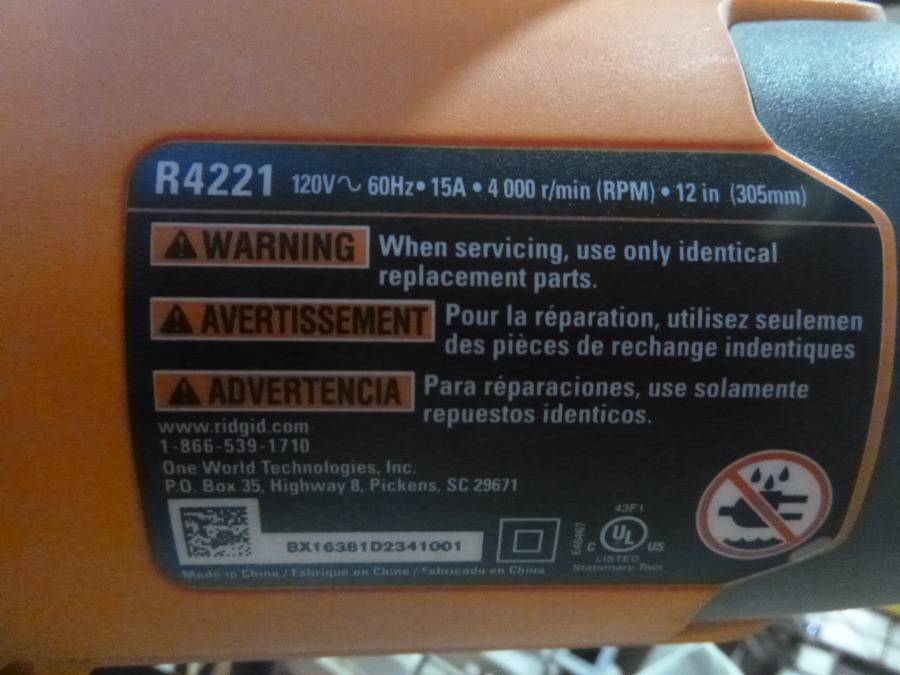 R4221 120V~ 60Hz• 15A • 4 000 r/min (RPM) • 12 in (305mm)
WARNING When servicing, use only identical
replacement parts.
AVERTISSEMENT Pour la réparation, utilisez seulemen
des pièces de rechange indentiques
ADVERTENCIA Para réparaciones, use solamente
repuestos identicos.
www.ridgid.com
1-866-539-1710
One World Technologies, Inc.
P.O. Box 35, Highway 8, Pickens, SC 29671
BX16381D2341001
43F1
E46467
C UL US
LISTED
Stationary Tool
Made in China / Fabriqué en Chine / Fabricado en China